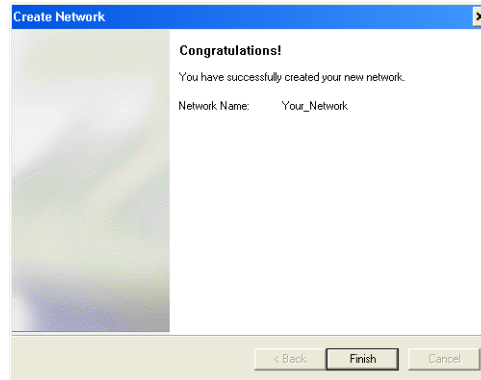 Create Network
Congratulations!
You have successfully created your new network.
Network Name: Your_Network
< Back Finish Cancel